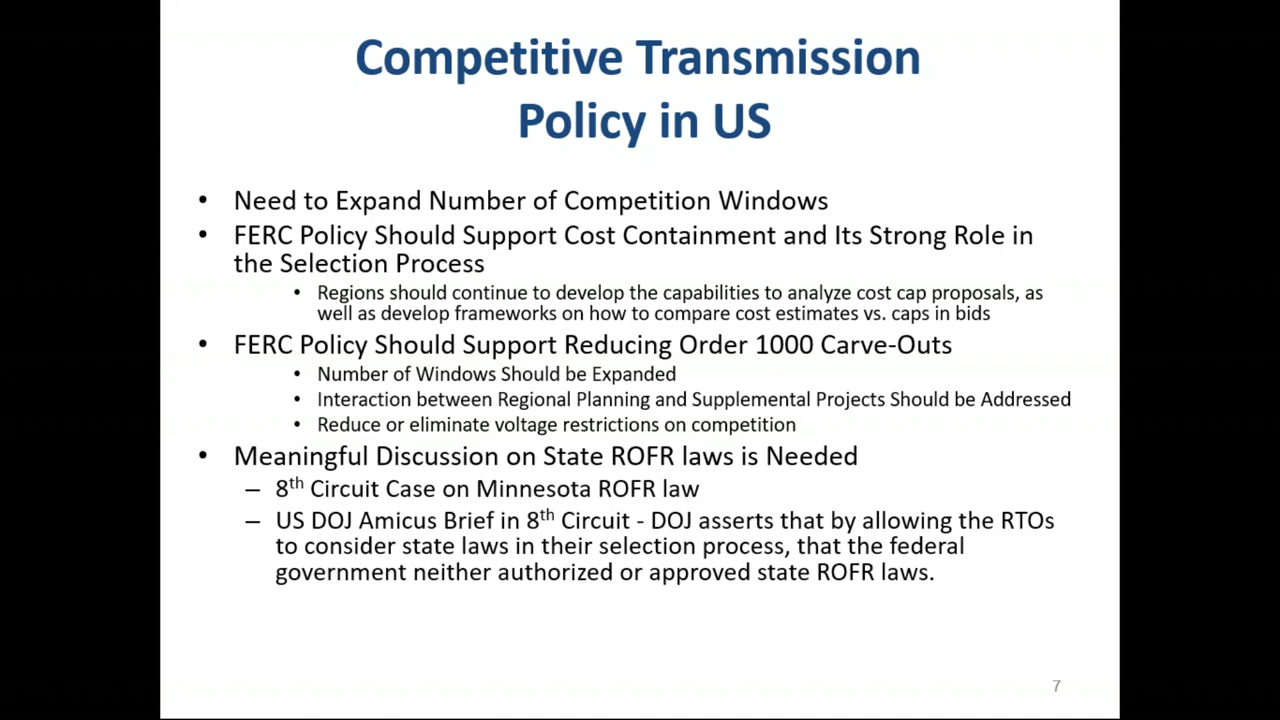 Competitive Transmission
Policy in US
• Need to Expand Number of Competition Windows
• FERC Policy Should Support Cost Containment and Its Strong Role in
the Selection Process
• Regions should continue to develop the capabilities to analyze cost cap proposals, as
well as develop frameworks on how to compare cost estimates vs. caps in bids
• FERC Policy Should Support Reducing Order 1000 Carve-Outs
• Number of Windows Should be Expanded
• Interaction between Regional Planning and Supplemental Projects Should be Addressed
• Reduce or eliminate voltage restrictions on competition
• Meaningful Discussion on State ROFR laws is Needed
– 8th Circuit Case on Minnesota ROFR law
– US DOJ Amicus Brief in 8th Circuit - DOJ asserts that by allowing the RTOs
to consider state laws in their selection process, that the federal
government neither authorized or approved state ROFR laws.
7